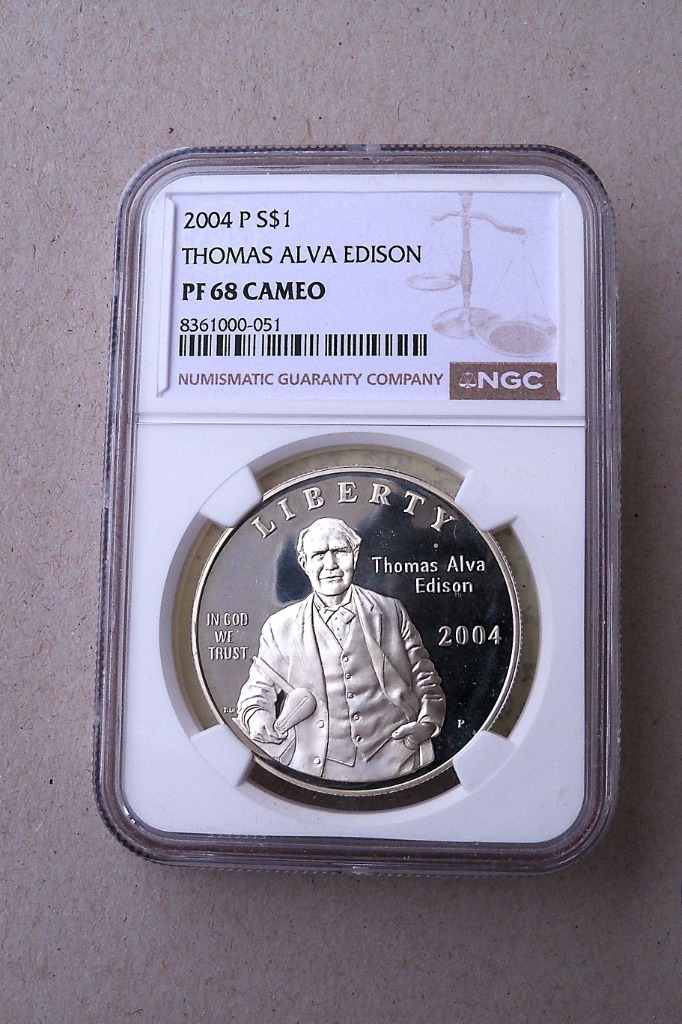 2004 P S$1
THOMAS ALVA EDISON
PF 68 CAMEO
8361000-051
NUMISMATIC GUARANTY COMPANY NGC
LIBERTY
Thomas Alva
Edison
IN GOD
WE
TRUST
2004
P